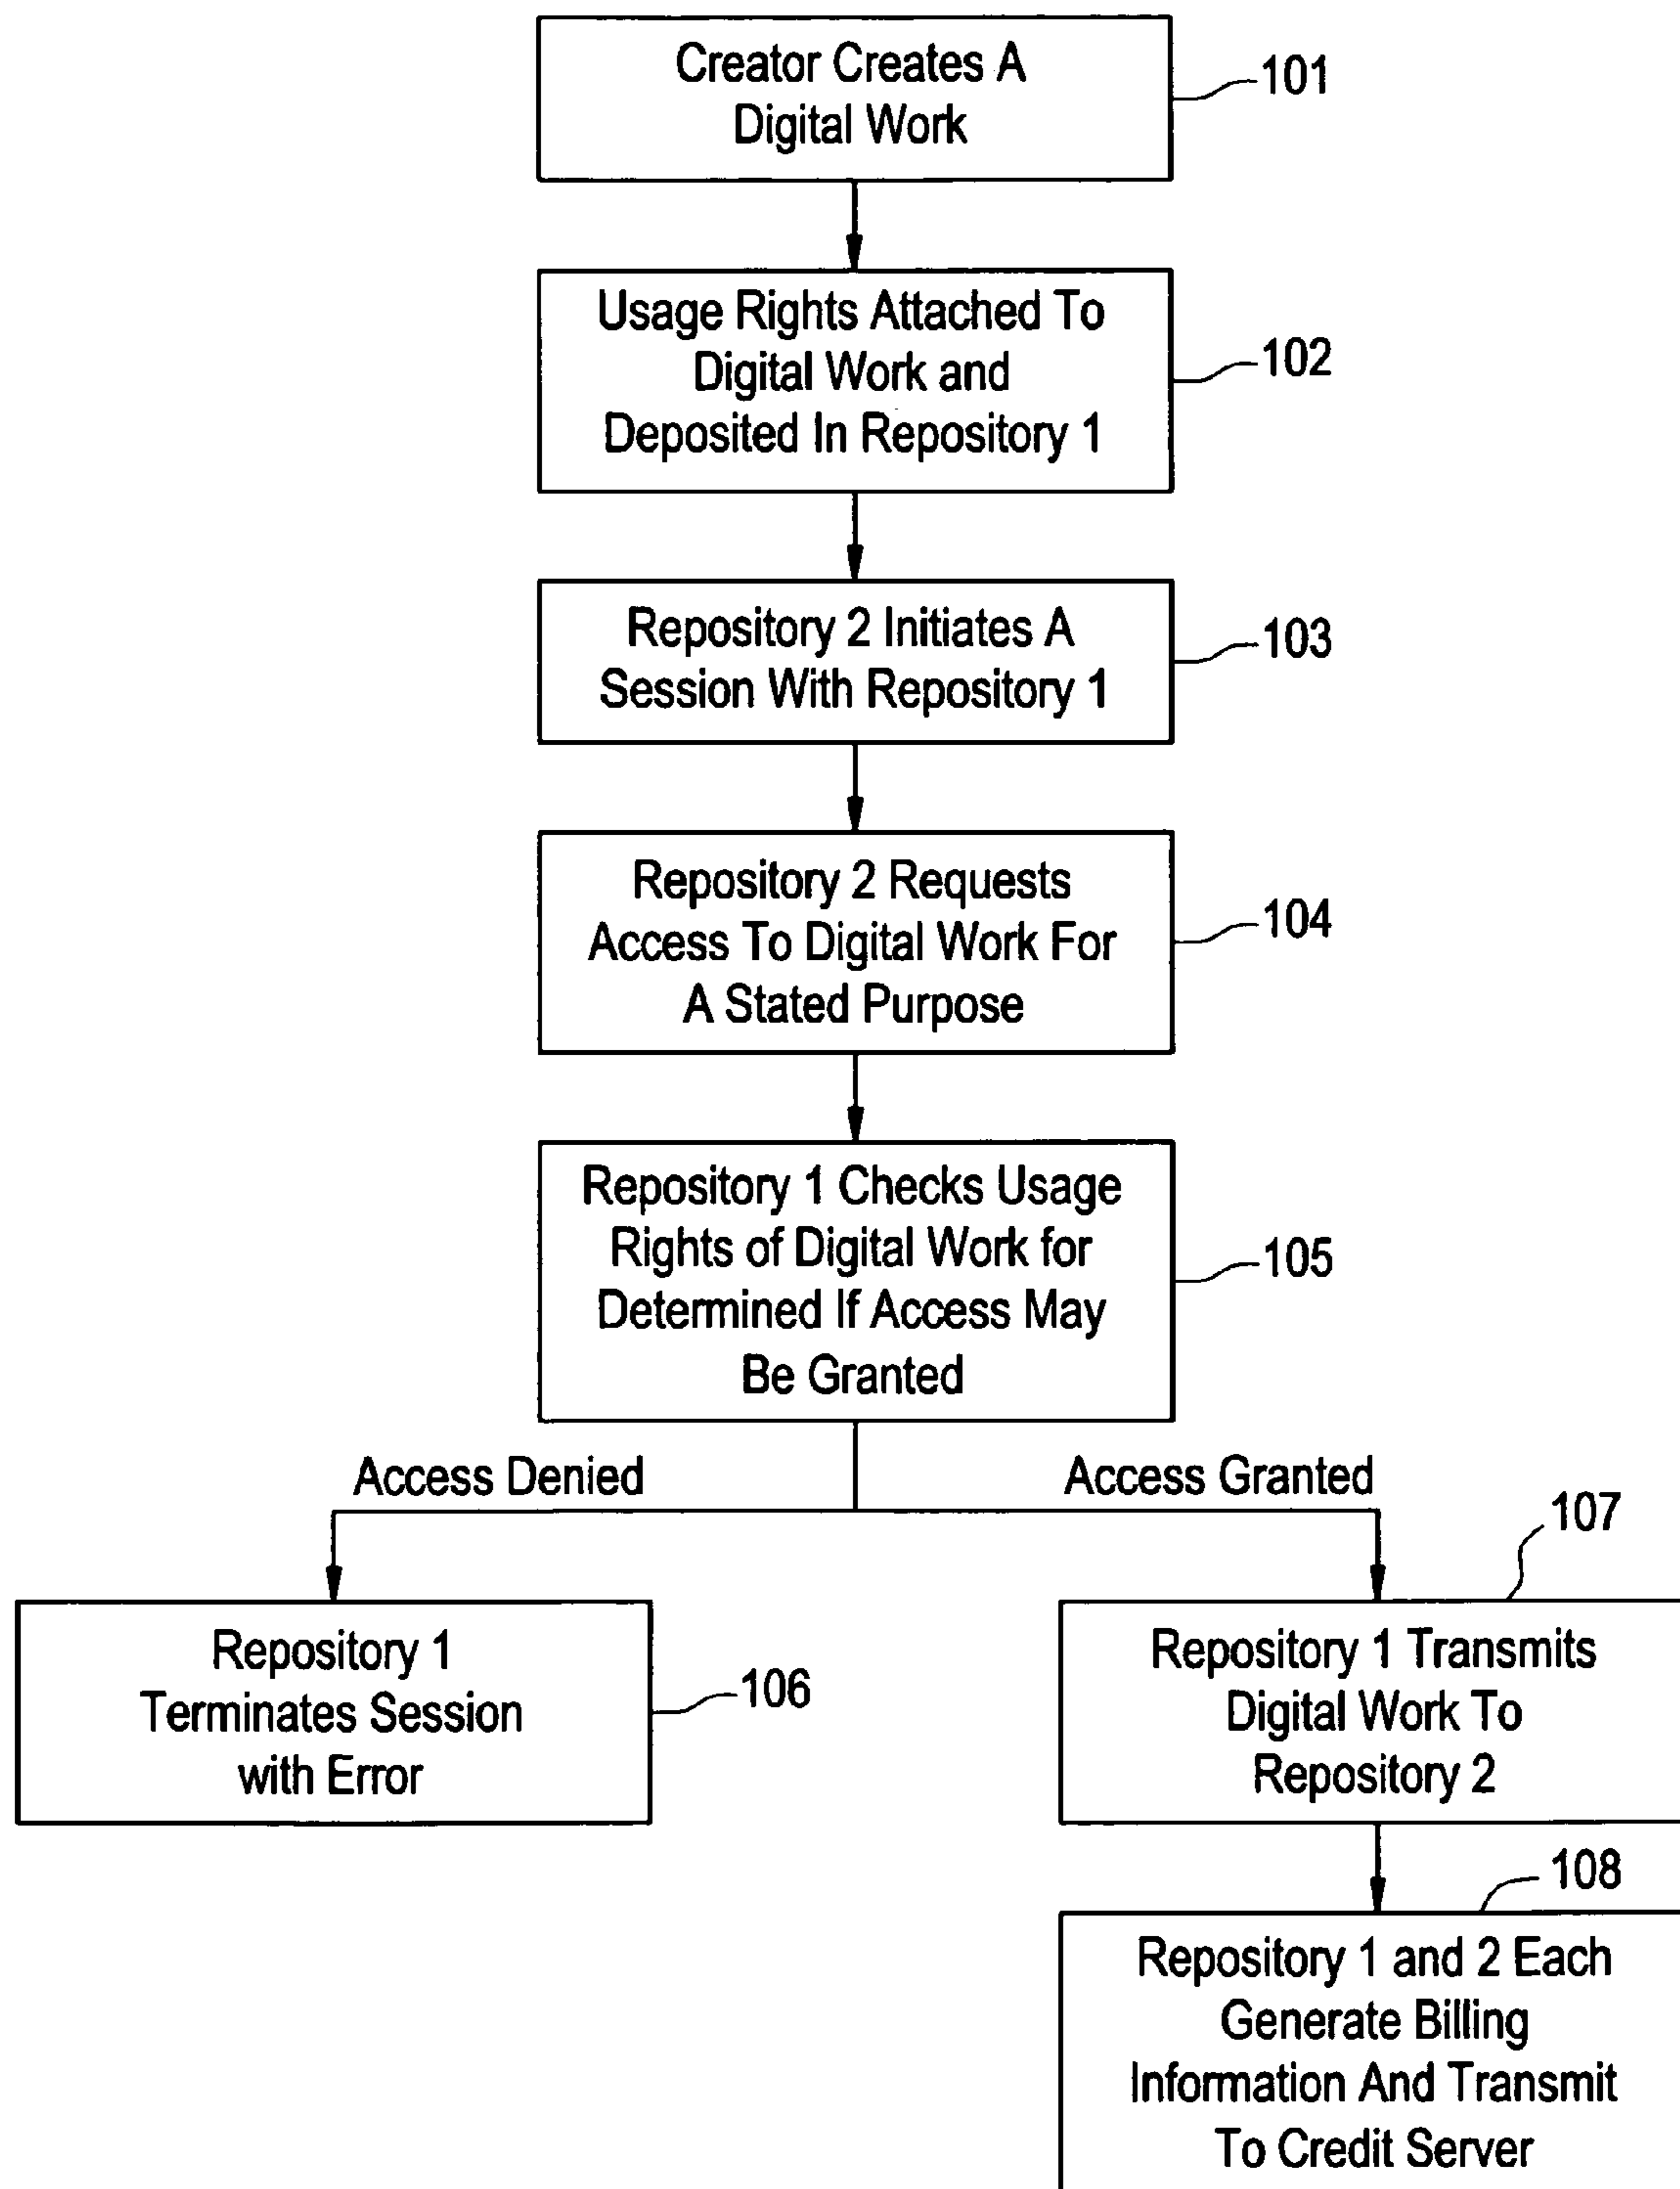 Creator Creates A
Digital Work
101
Usage Rights Attached To
Digital Work and
Deposited In Repository 1
102
Repository 2 Initiates A
Session With Repository 1
103
Repository 2 Requests
Access To Digital Work For
A Stated Purpose
104
Repository 1 Checks Usage
Rights of Digital Work for
Determined If Access May
Be Granted
105
Access Denied
Access Granted
Repository 1
Terminates Session
with Error
106
107
Repository 1 Transmits
Digital Work To
Repository 2
108
Repository 1 and 2 Each
Generate Billing
Information And Transmit
To Credit Server